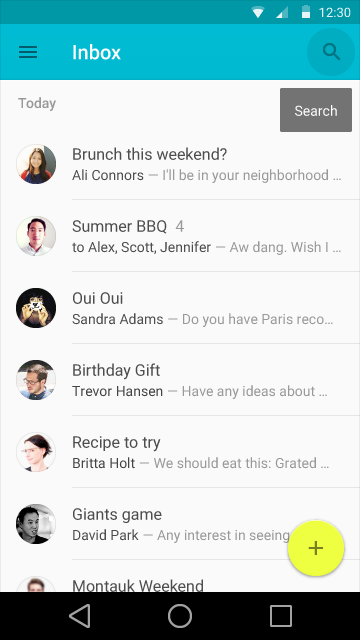 12:30
Inbox
Today
Search
Brunch this weekend?
Ali Connors — I'll be in your neighborhood ...
Summer BBQ 4
to Alex, Scott, Jennifer — Aw dang. Wish I ...
Oui Oui
Sandra Adams — Do you have Paris reco...
Birthday Gift
Trevor Hansen — Have any ideas about ...
Recipe to try
Britta Holt — We should eat this: Grated ...
Giants game
David Park — Any interest in seeing
Montauk Weekend